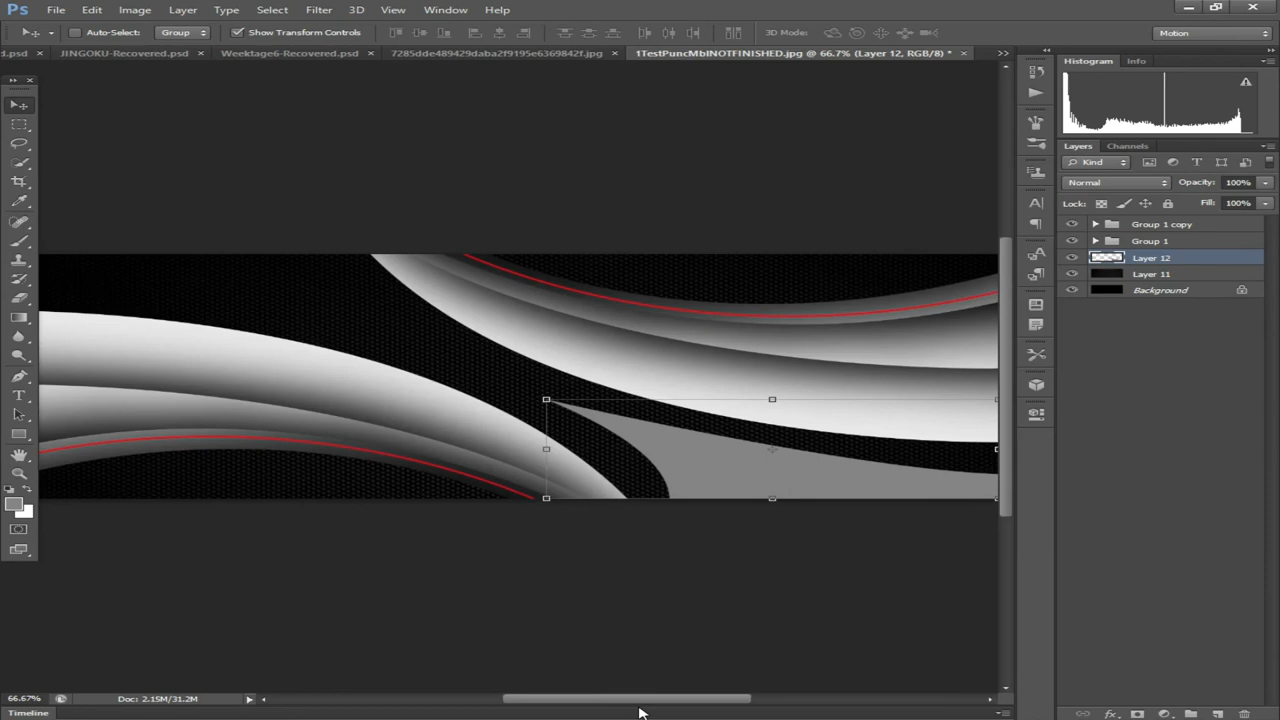 Ps File Edit Image Layer Type Select Filter 3D View Window Help
Auto-Select: Group Show Transform Controls 3D Mode: Motion
d.psd × JINGOKU-Recovered.psd × Weektage6-Recovered.psd × 7285dde489429daba2f9195e6369842f.jpg × 1TestPuncMblNOTFINISHED.jpg @ 66.7% (Layer 12, RGB/8) * ×
Histogram Info
Layers Channels
Kind
Normal Opacity: 100%
Lock: Fill: 100%
Group 1 copy
Group 1
Layer 12
Layer 11
Background
66.67% Doc: 2.15M/31.2M
Timeline